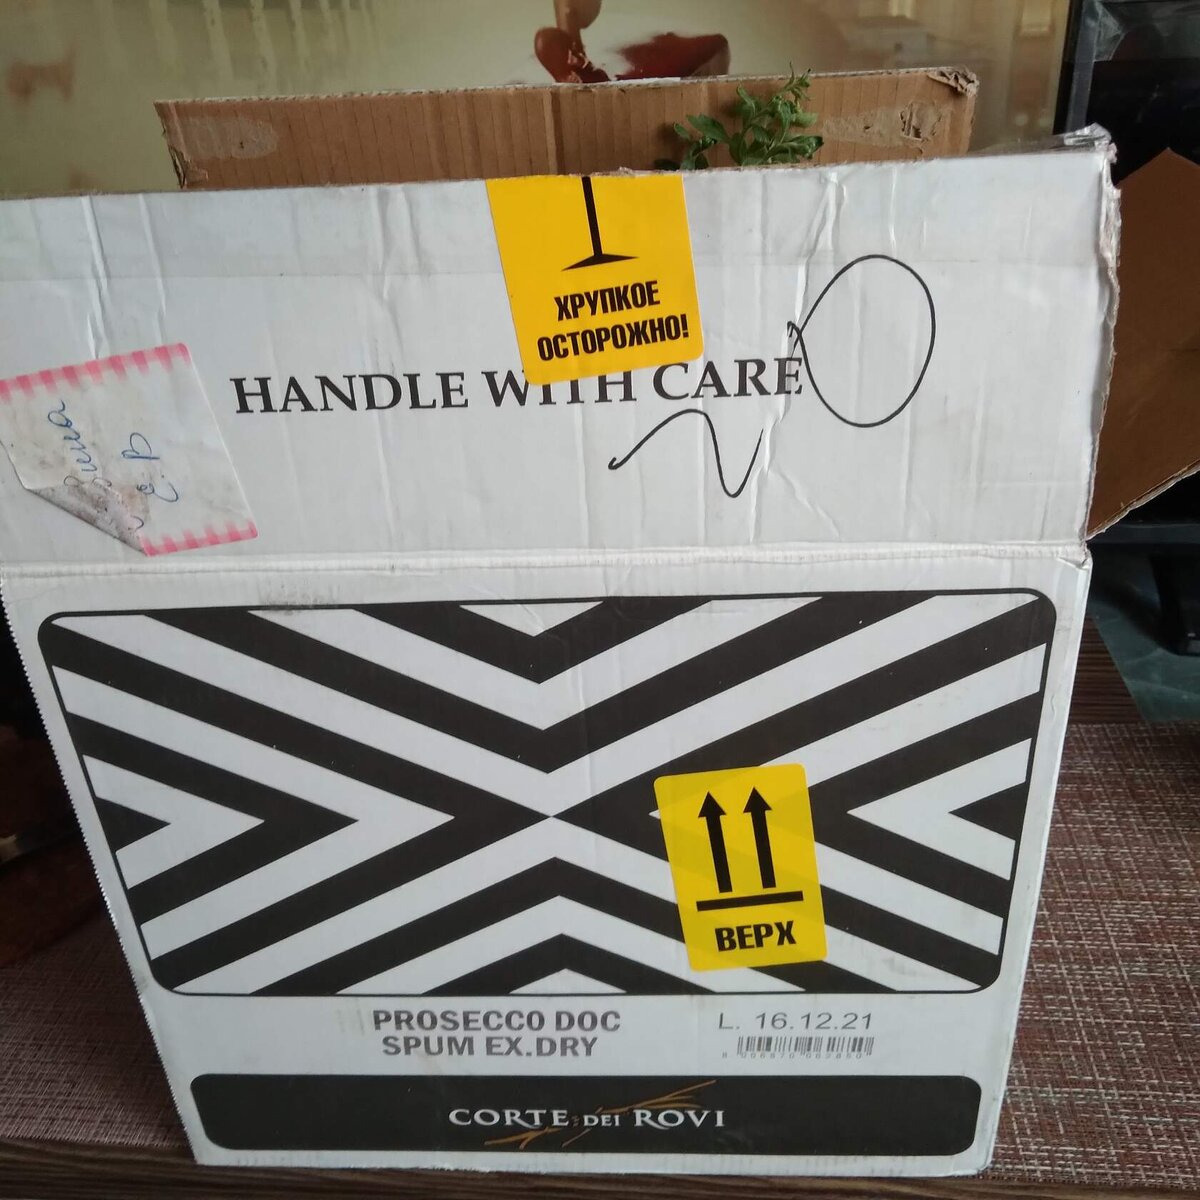 ХРУПКОЕ
ОСТОРОЖНО!
HANDLE WITH CARE
Е.В
ВЕРХ
PROSECCO DOC
SPUM EX.DRY
L. 16.12.21
CORTE DEI ROVI